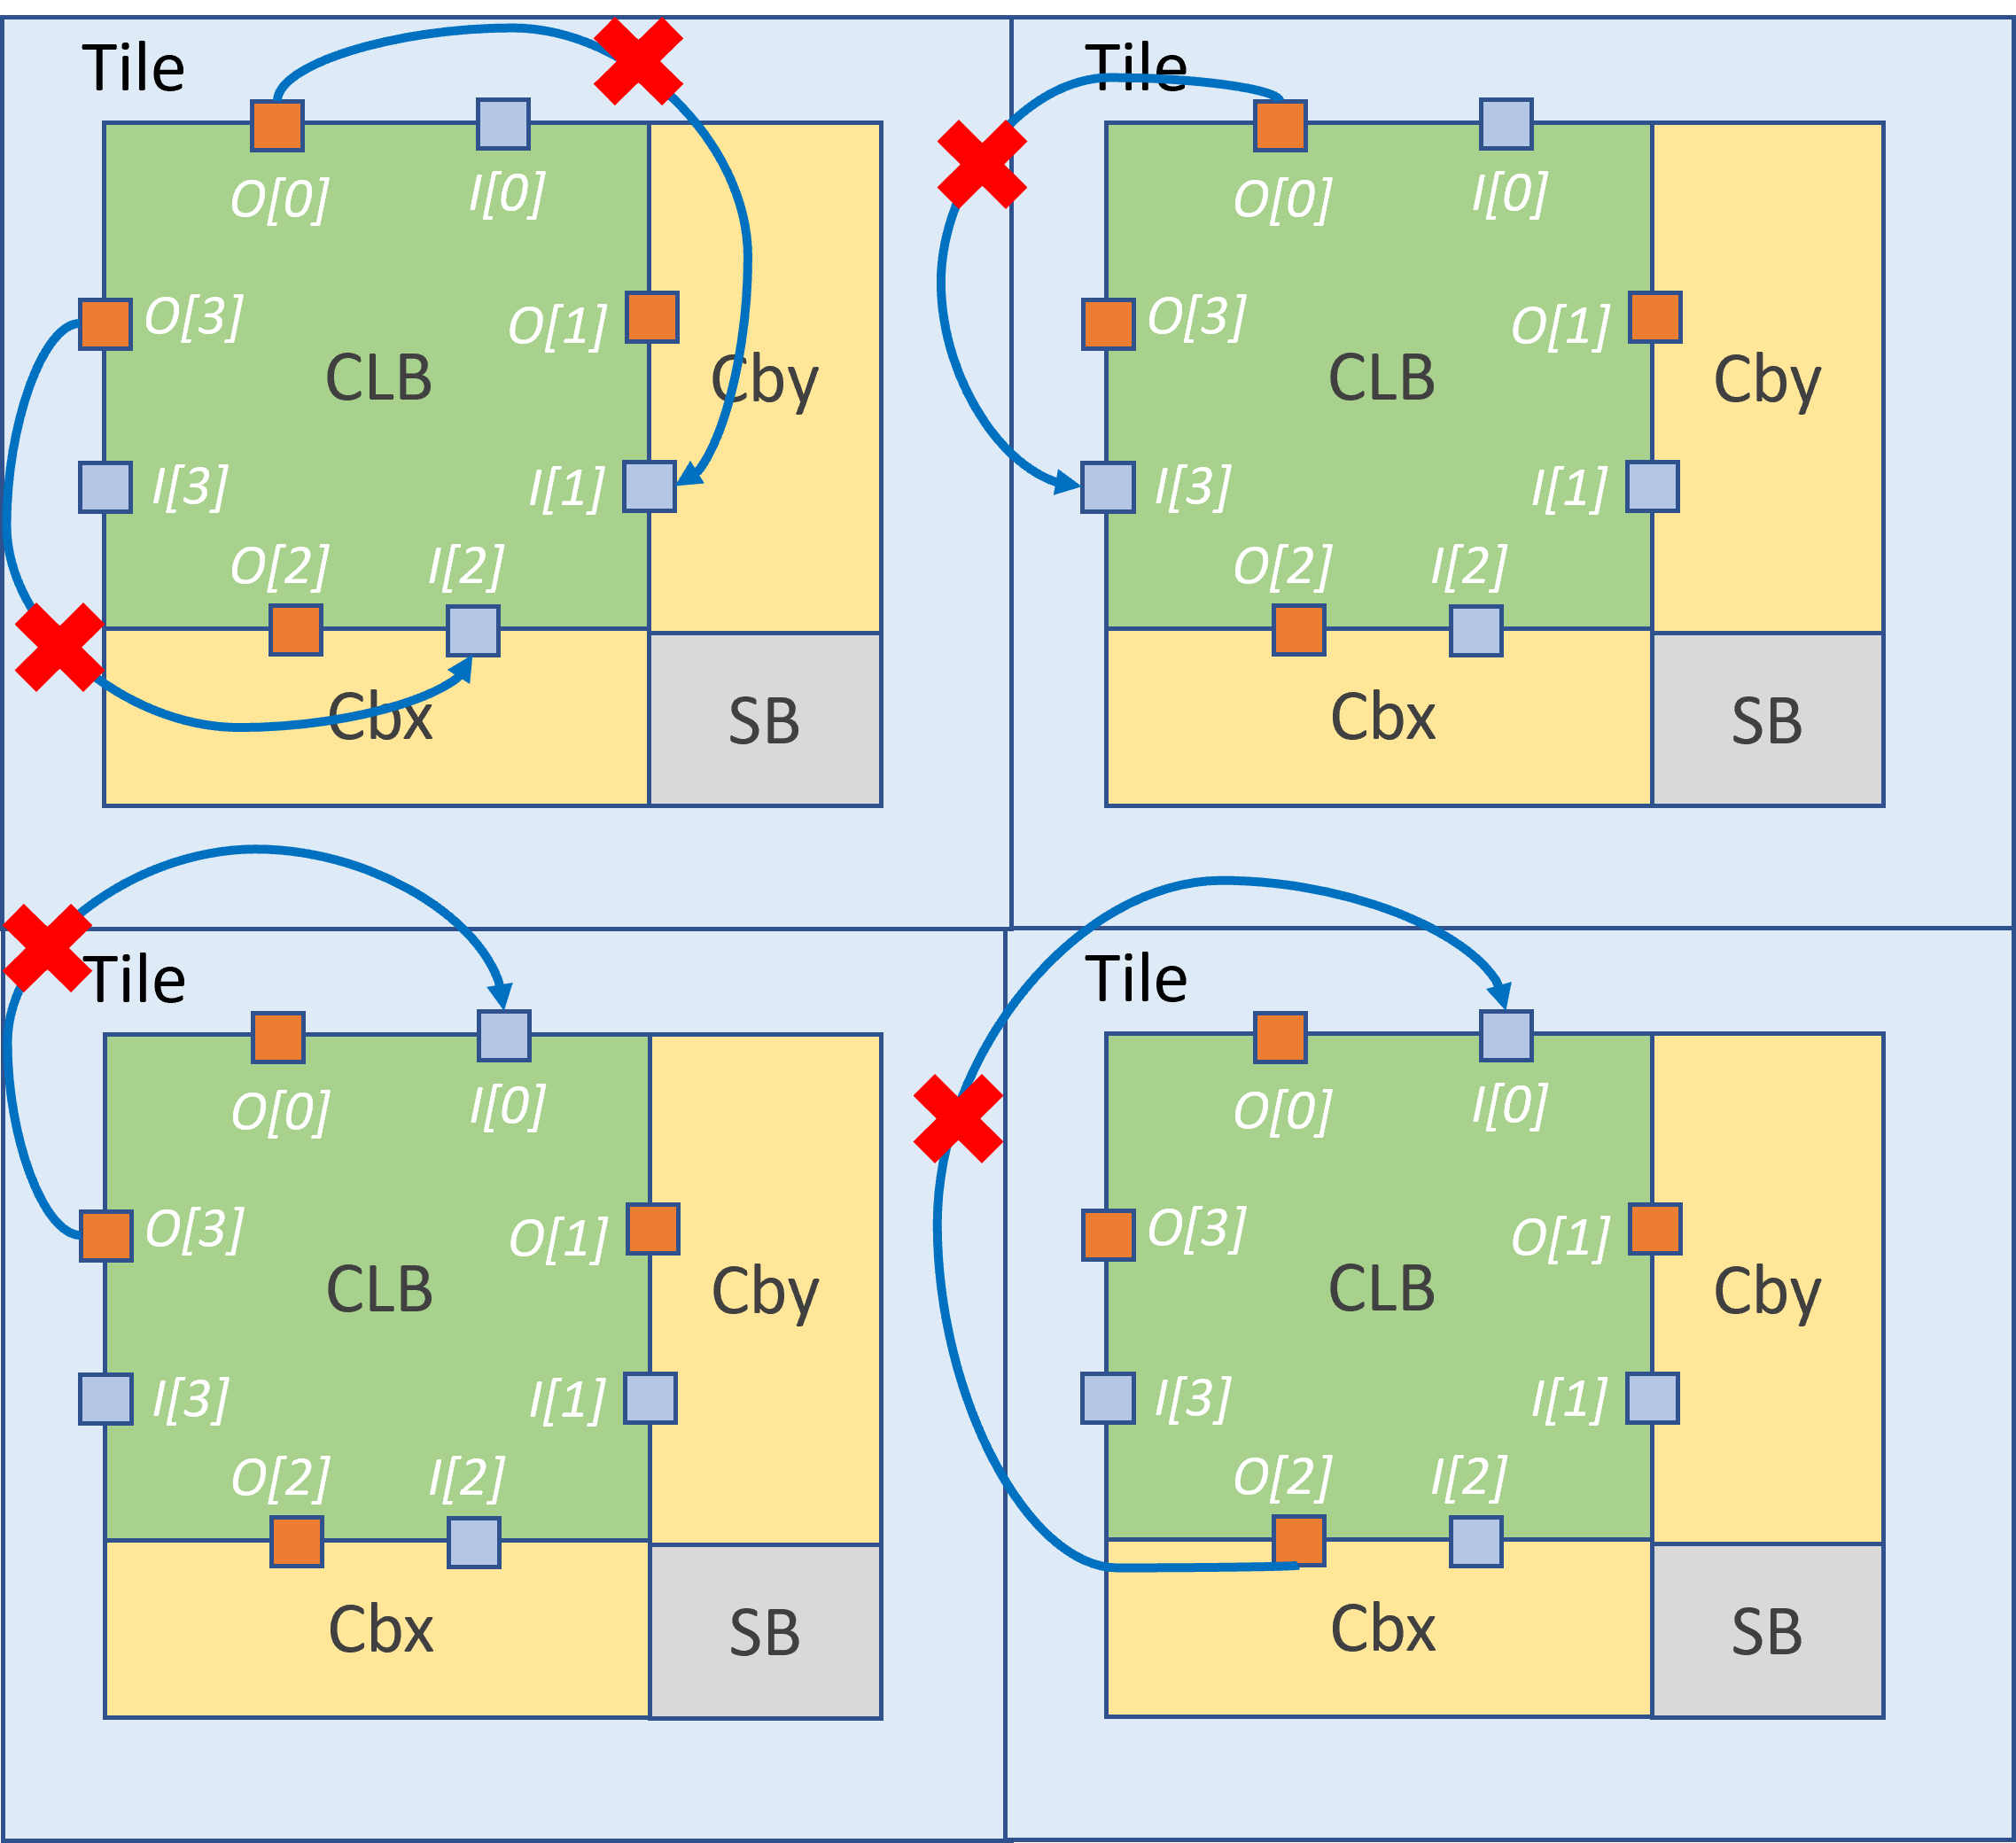 Tile
O[0]
I[0]
O[3]
O[1]
CLB
Cby
I[3]
I[1]
O[2]
I[2]
Cbx
SB
Tile
O[0]
I[0]
O[3]
O[1]
CLB
Cby
I[3]
I[1]
O[2]
I[2]
Cbx
SB
Tile
O[0]
I[0]
O[3]
O[1]
CLB
Cby
I[3]
I[1]
O[2]
I[2]
Cbx
SB
Tile
O[0]
I[0]
O[3]
O[1]
CLB
Cby
I[3]
I[1]
O[2]
I[2]
Cbx
SB